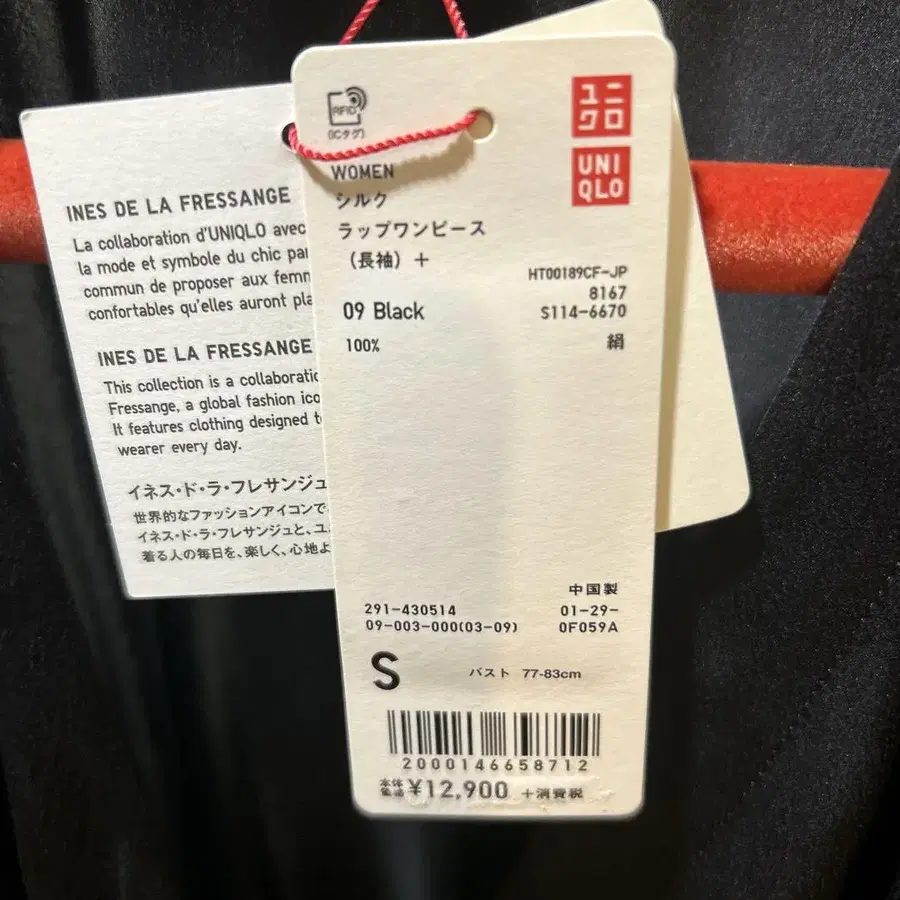 INES DE LA FRESSANGE
La collaboration d'UNIQLO avec
la mode et symbole du chic
commun de proposer aux
confortables qu'elles auront
INES DE LA FRESSANGE
This collection is a
Fressange, a global fashion
It features clothing designed
wearer every day.
イネス・ド・ラ・フレサンジュ
世界的なファッションアイコンで
イネス・ド・ラ・フレサンジュと、ユ
着る人の毎日を、楽しく、心地よ
RFID
(ICタグ)
ユニクロ
UNIQLO
WOMEN
シルク
ラップワンピース
（長袖）＋
HT00189CF-JP
8167
09 Black
S114-6670
100%
絹
中国製
291-430514
01-29-
09-003-000(03-09)
0F059A
S
バスト 77-83cm
2000146658712
本体価格 ¥12,900 +消費税